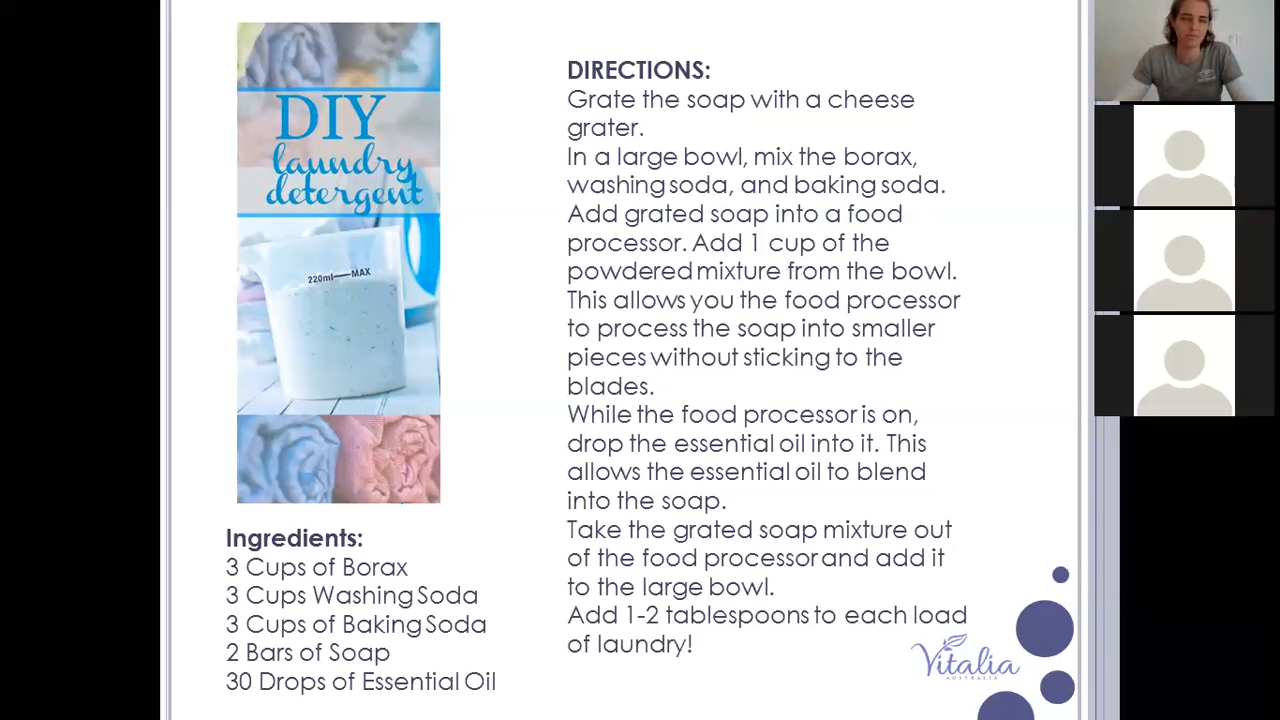 DIY
laundry
detergent
220ml MAX
Ingredients:
3 Cups of Borax
3 Cups Washing Soda
3 Cups of Baking Soda
2 Bars of Soap
30 Drops of Essential Oil
DIRECTIONS:
Grate the soap with a cheese
grater.
In a large bowl, mix the borax,
washing soda, and baking soda.
Add grated soap into a food
processor. Add 1 cup of the
powdered mixture from the bowl.
This allows you the food processor
to process the soap into smaller
pieces without sticking to the
blades.
While the food processor is on,
drop the essential oil into it. This
allows the essential oil to blend
into the soap.
Take the grated soap mixture out
of the food processor and add it
to the large bowl.
Add 1-2 tablespoons to each load
of laundry!
Vitalia
AUSTRALIA